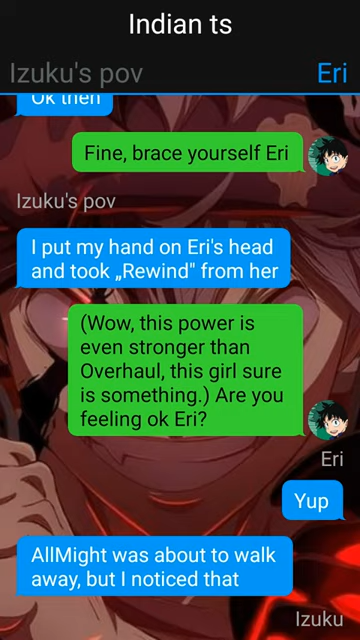 Indian ts
Izuku's pov
Eri
Ok then
Fine, brace yourself Eri
Izuku's pov
I put my hand on Eri's head
and took „Rewind" from her
(Wow, this power is
even stronger than
Overhaul, this girl sure
is something.) Are you
feeling ok Eri?
Eri
Yup
AllMight was about to walk
away, but I noticed that
Izuku